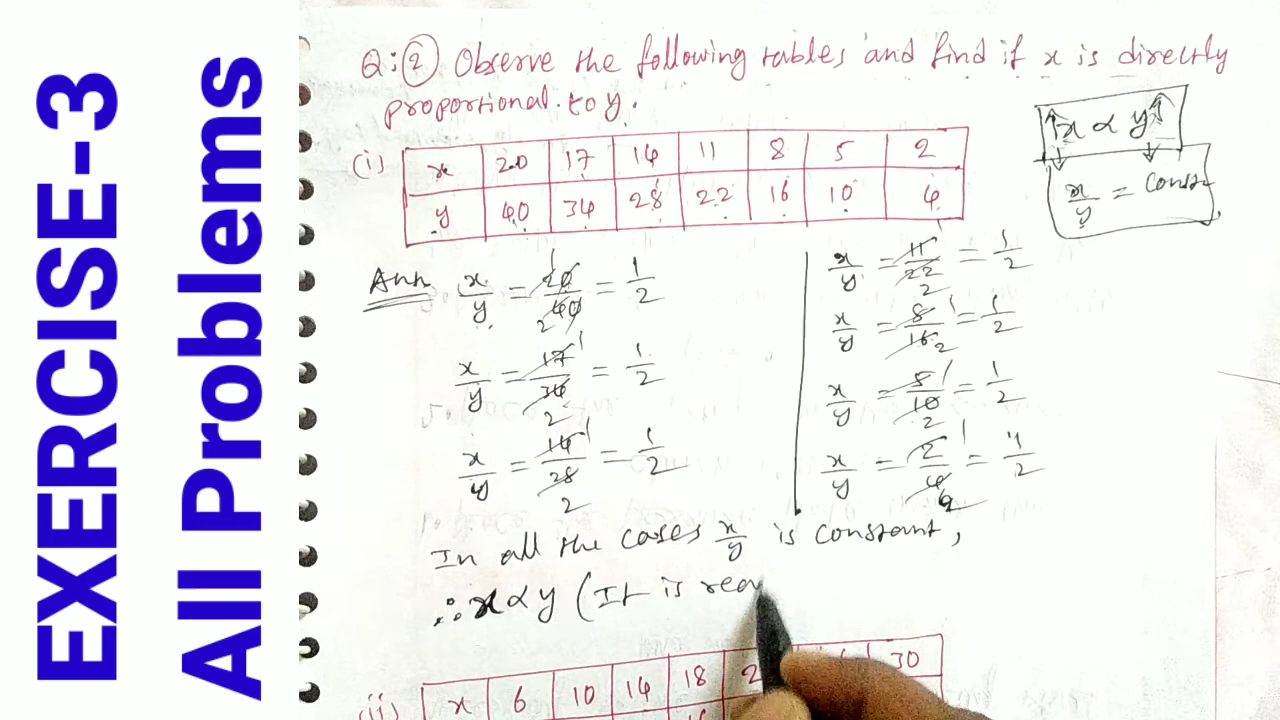 EXERCISE-3
All Problems
Q:② Observe the following tables and find if x is directly
proportional to y.
↑x ∝ y↑
x/y = const
(i) x 20 17 14 11 8 5 2
y 40 34 28 22 16 10 4
Ans x/y = 20/40 = 1/2
x/y = 17/34 = 1/2
x/y = 14/28 = 1/2
x/y = 11/22 = 1/2
x/y = 8/16 = 1/2
x/y = 5/10 = 1/2
x/y = 2/4 = 1/2
In all the cases x/y is constant,
∴ x ∝ y (It is rea
(ii) x 6 10 14 18 30